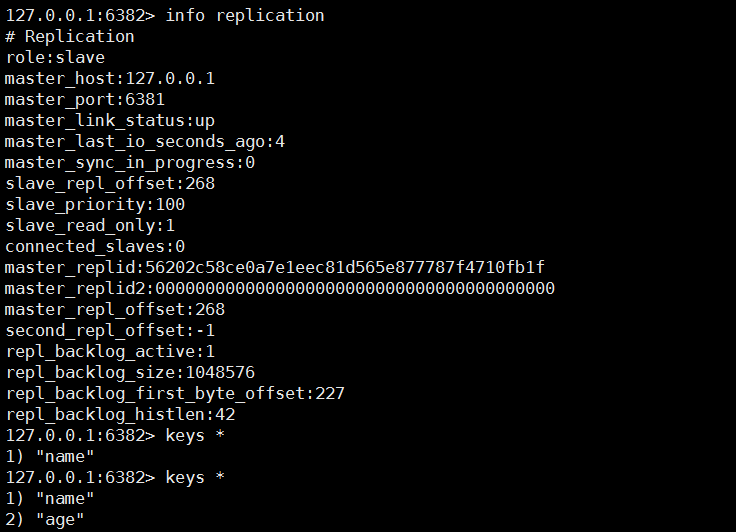 127.0.0.1:6382> info replication
# Replication
role:slave
master_host:127.0.0.1
master_port:6381
master_link_status:up
master_last_io_seconds_ago:4
master_sync_in_progress:0
slave_repl_offset:268
slave_priority:100
slave_read_only:1
connected_slaves:0
master_replid:56202c58ce0a7e1eec81d565e877787f4710fb1f
master_replid2:0000000000000000000000000000000000000000
master_repl_offset:268
second_repl_offset:-1
repl_backlog_active:1
repl_backlog_size:1048576
repl_backlog_first_byte_offset:227
repl_backlog_histlen:42
127.0.0.1:6382> keys *
1) "name"
127.0.0.1:6382> keys *
1) "name"
2) "age"